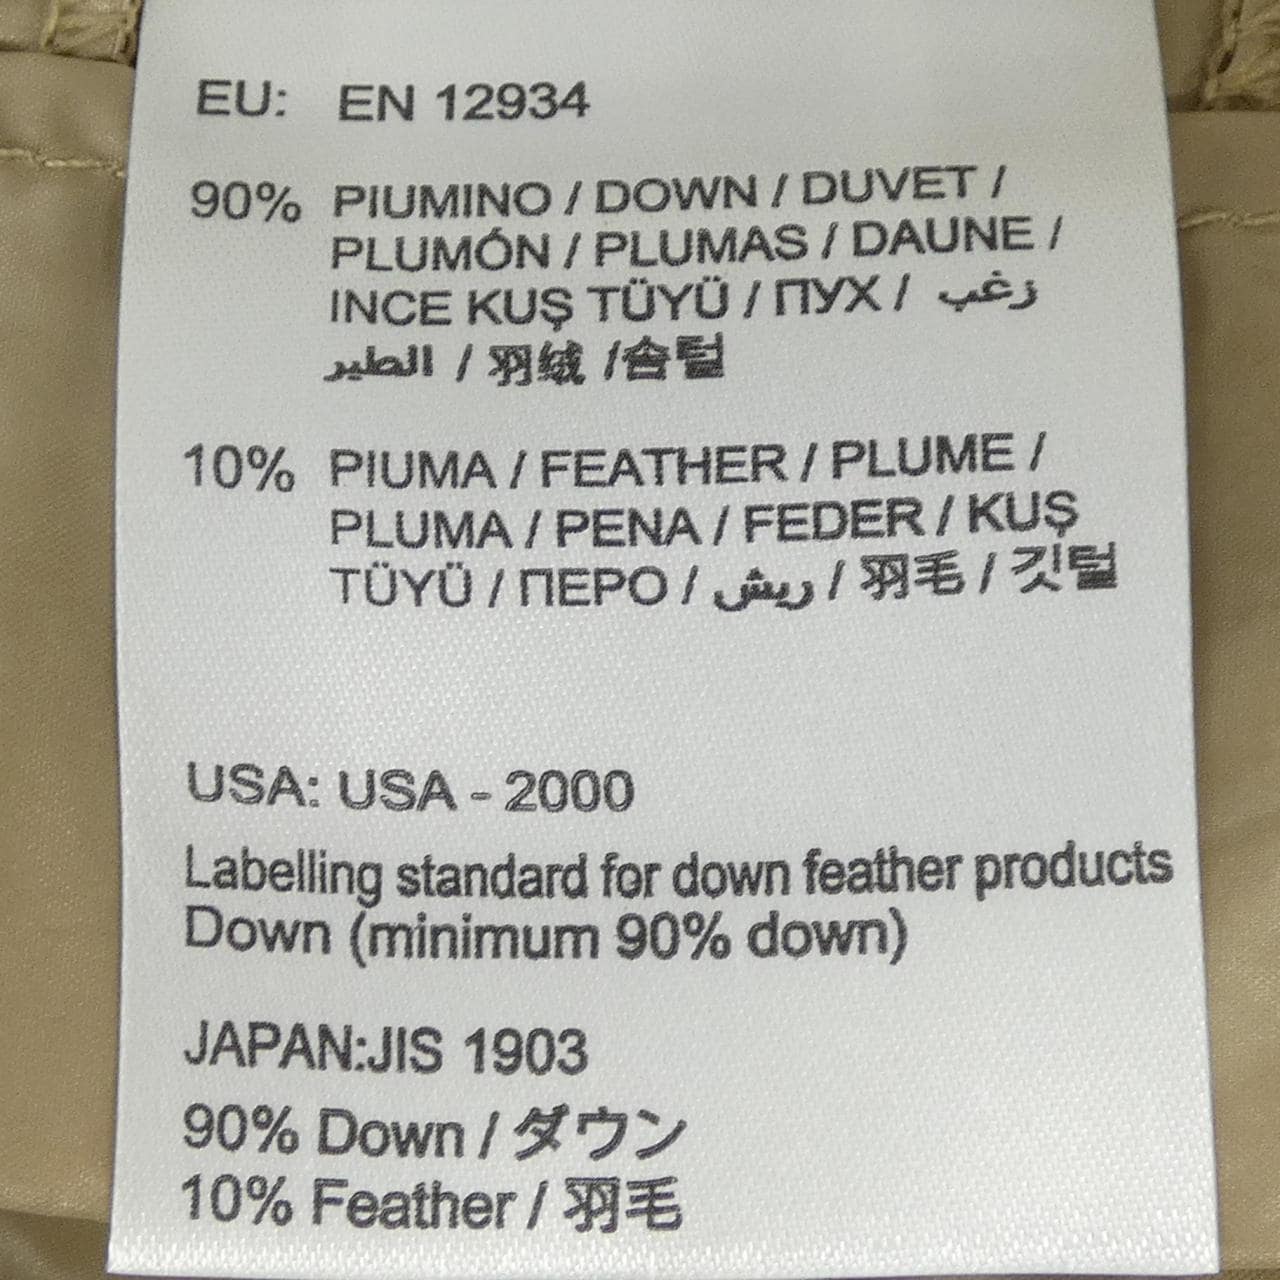 EU: EN 12934
90% PIUMINO / DOWN / DUVET /
PLUMÓN / PLUMAS / DAUNE /
INCE KUŞ TÜYÜ / ПУХ / زغب
الطير / 羽绒 /솜털
10% PIUMA / FEATHER / PLUME /
PLUMA / PENA / FEDER / KUŞ
TÜYÜ / ПЕРО / ريش / 羽毛 / 깃털
USA: USA - 2000
Labelling standard for down feather products
Down (minimum 90% down)
JAPAN:JIS 1903
90% Down / ダウン
10% Feather / 羽毛